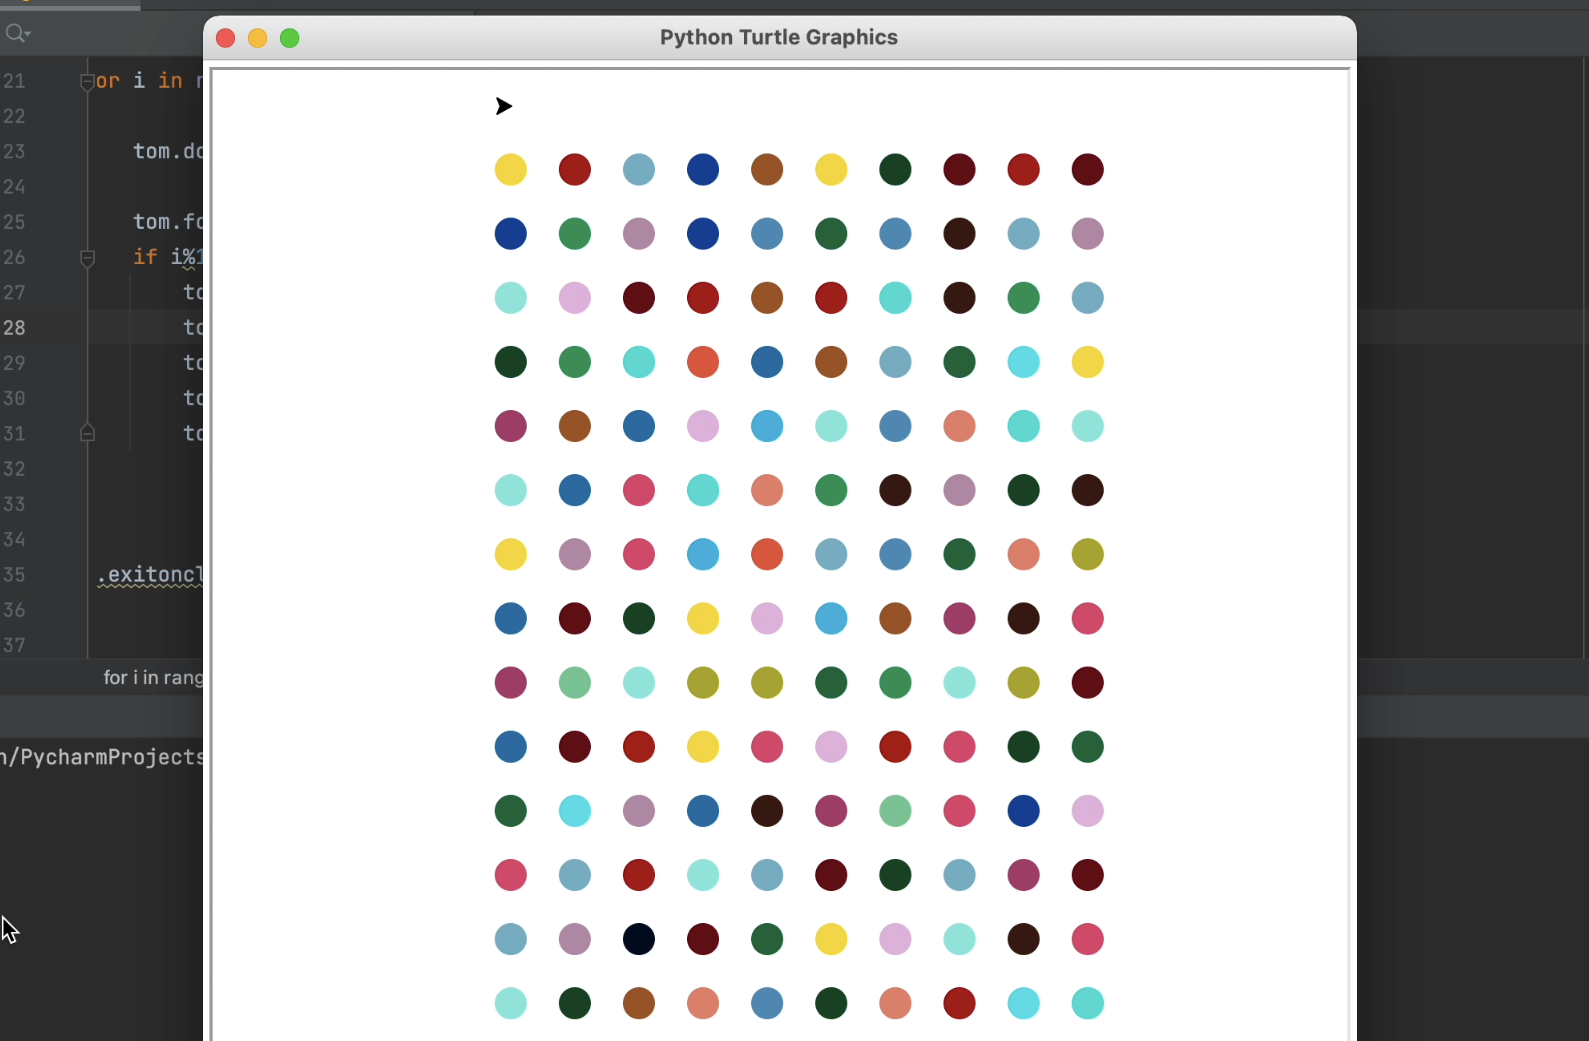 Python Turtle Graphics
21 or i in r
22
23 tom.do
24
25 tom.fo
26 if i%1
27 to
28 to
29 to
30 to
31 to
32
33
34
35 .exitoncl
36
37
for i in rang
n/PycharmProjects